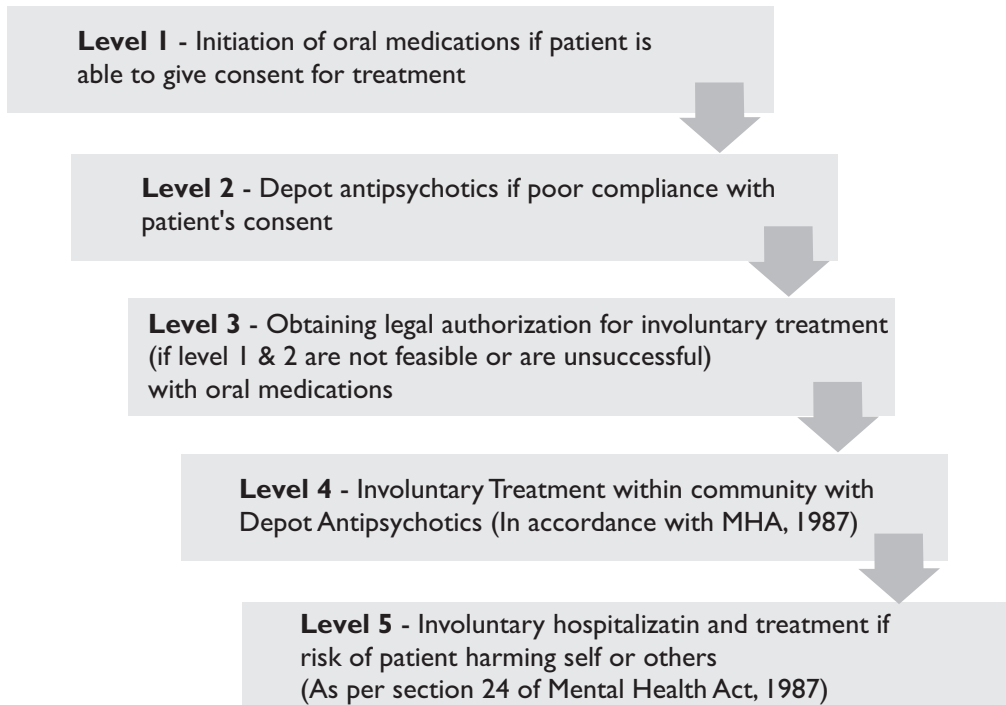 Level 1 - Initiation of oral medications if patient is
able to give consent for treatment
Level 2 - Depot antipsychotics if poor compliance with
patient's consent
Level 3 - Obtaining legal authorization for involuntary treatment
(if level 1 & 2 are not feasible or are unsuccessful)
with oral medications
Level 4 - Involuntary Treatment within community with
Depot Antipsychotics (In accordance with MHA, 1987)
Level 5 - Involuntary hospitalizatin and treatment if
risk of patient harming self or others
(As per section 24 of Mental Health Act, 1987)